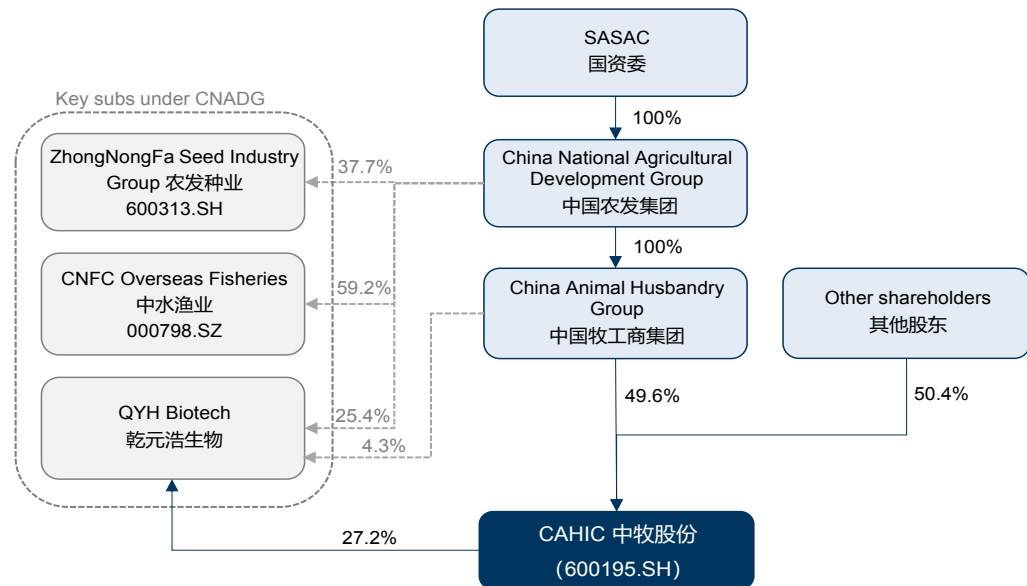 SASAC
国资委
100%
Key subs under CNADG
ZhongNongFa Seed Industry
Group 农发种业
600313.SH
37.7%
China National Agricultural
Development Group
中国农发集团
100%
CNFC Overseas Fisheries
中水渔业
000798.SZ
59.2%
China Animal Husbandry
Group
中国牧工商集团
Other shareholders
其他股东
49.6%
50.4%
QYH Biotech
乾元浩生物
25.4%
4.3%
27.2%
CAHIC 中牧股份
(600195.SH)